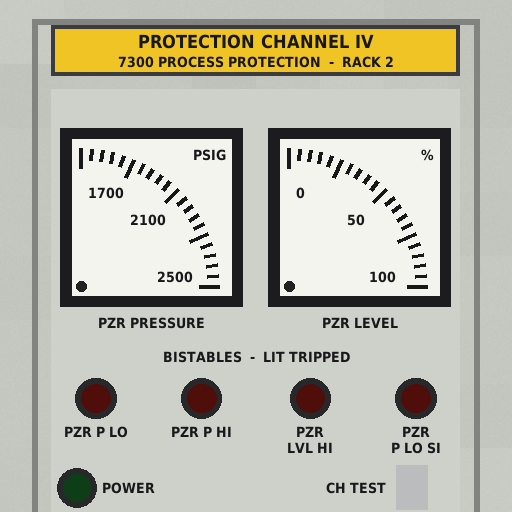 PROTECTION CHANNEL IV
7300 PROCESS PROTECTION - RACK 2
PSIG
1700
2100
2500
PZR PRESSURE
%
0
50
100
PZR LEVEL
BISTABLES - LIT TRIPPED
PZR P LO
PZR P HI
PZR
LVL HI
PZR
P LO SI
POWER
CH TEST